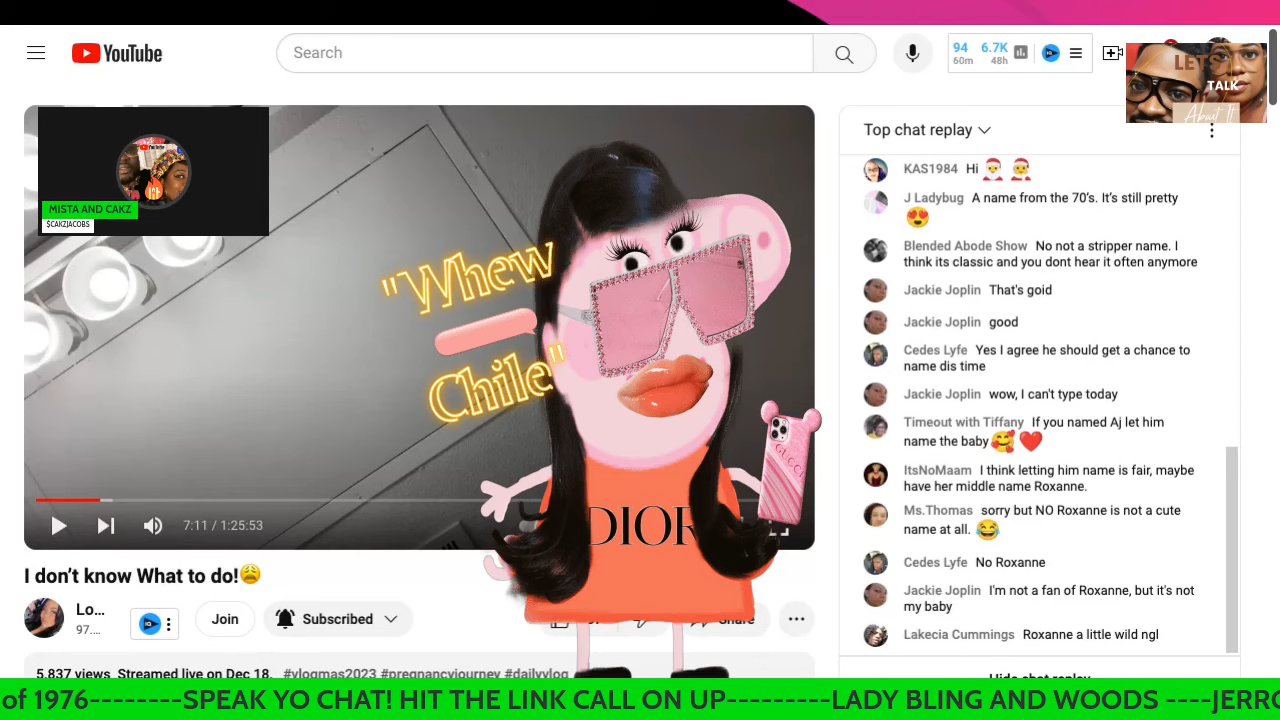 YouTube
Search
94 6.7K
60m 48h
LETS
TALK
About It
YouTube
MISTA AND CAKZ
$CAKZJACOBS
"Whew
Chile"
GUCCI
DIOR
7:11 / 1:25:53
Top chat replay
KAS1984 Hi
J Ladybug A name from the 70's. It's still pretty
Blended Abode Show No not a stripper name. I
think its classic and you dont hear it often anymore
Jackie Joplin That's goid
Jackie Joplin good
Cedes Lyfe Yes I agree he should get a chance to
name dis time
Jackie Joplin wow, I can't type today
Timeout with Tiffany If you named Aj let him
name the baby
ItsNoMaam I think letting him name is fair, maybe
have her middle name Roxanne.
Ms.Thomas sorry but NO Roxanne is not a cute
name at all.
Cedes Lyfe No Roxanne
Jackie Joplin I'm not a fan of Roxanne, but it's not
my baby
Lakecia Cummings Roxanne a little wild ngl
Hide chat replay
I don't know What to do!
Lo...
97....
Join
Subscribed
Share
5,837 views Streamed live on Dec 18, #vlogmas2023 #pregnancyjourney #dailyvlog
of 1976--------SPEAK YO CHAT! HIT THE LINK CALL ON UP---------LADY BLING AND WOODS ----JERRO